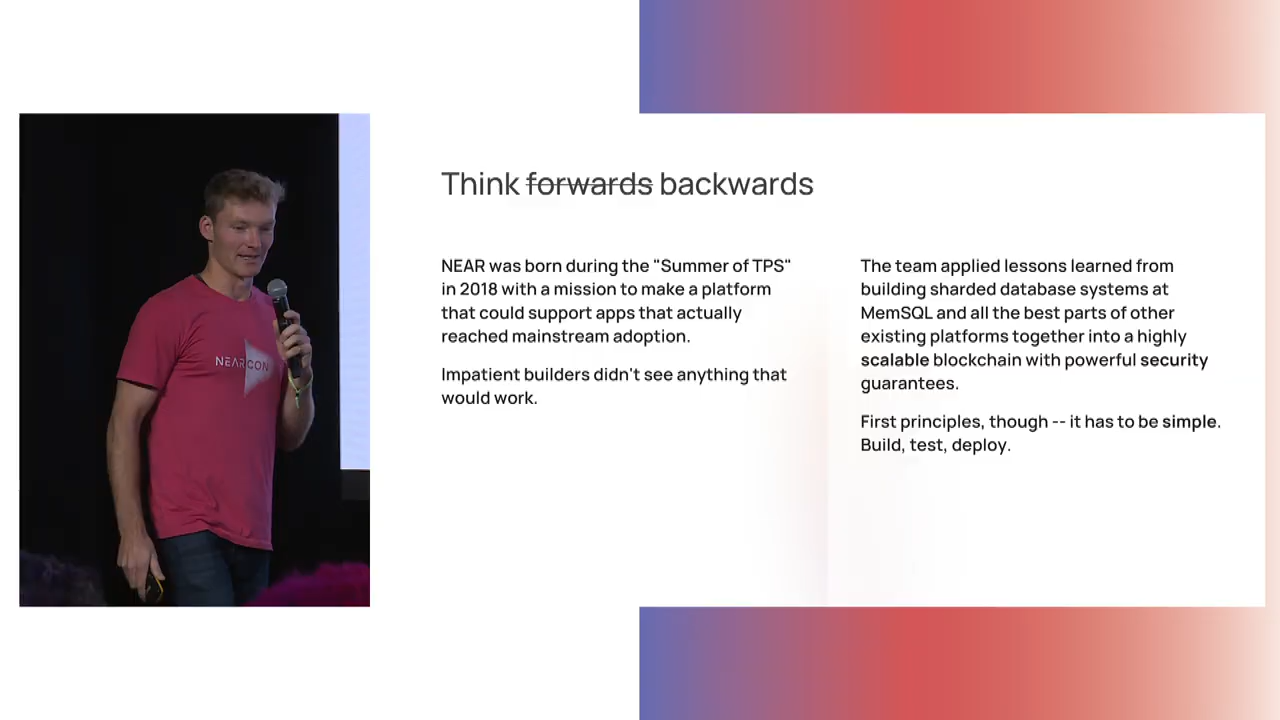 NEARCON
Think forwards backwards
NEAR was born during the "Summer of TPS"
in 2018 with a mission to make a platform
that could support apps that actually
reached mainstream adoption.
Impatient builders didn't see anything that
would work.
The team applied lessons learned from
building sharded database systems at
MemSQL and all the best parts of other
existing platforms together into a highly
scalable blockchain with powerful security
guarantees.
First principles, though -- it has to be simple.
Build, test, deploy.